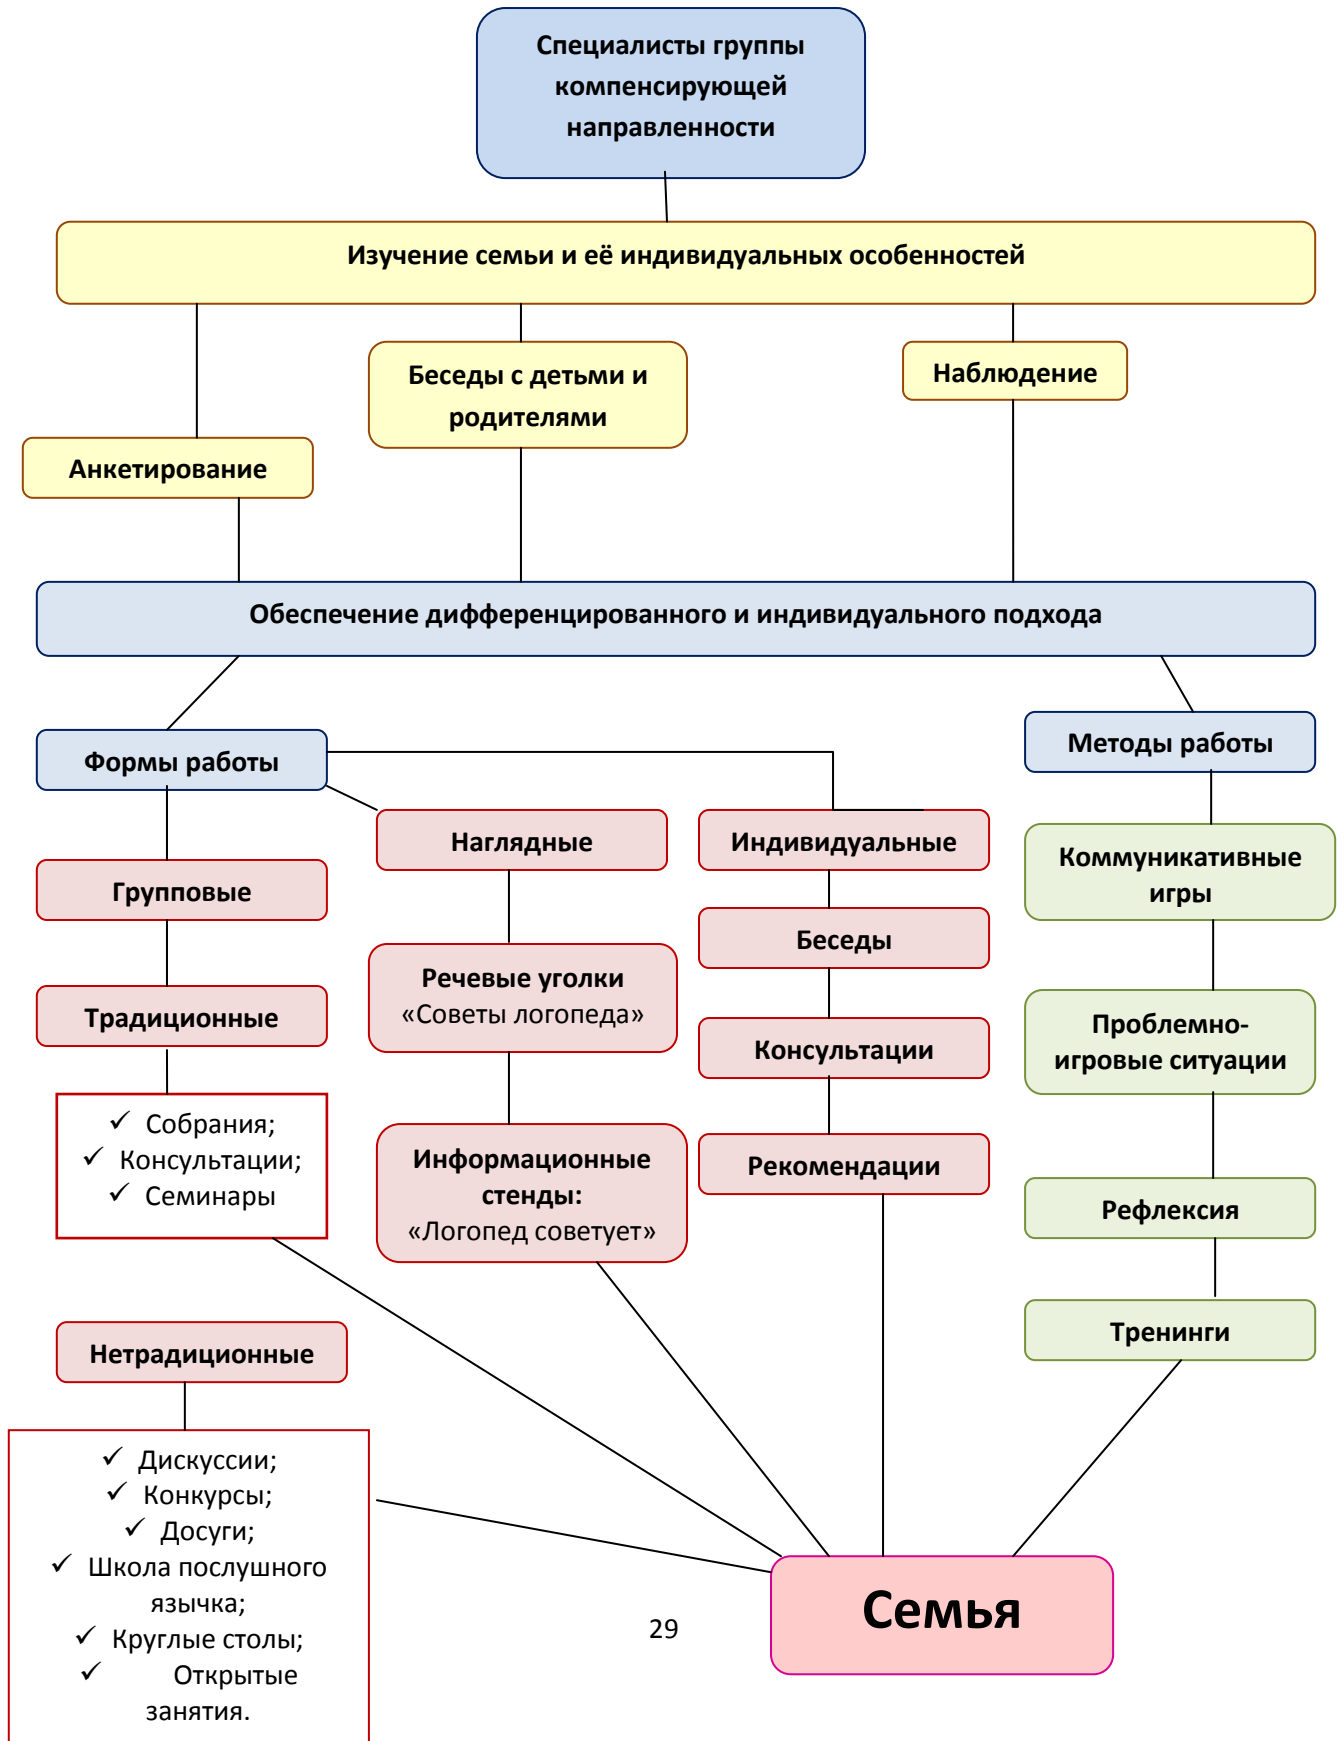 Специалисты группы
компенсирующей
направленности
Изучение семьи и её индивидуальных особенностей
Беседы с детьми и
родителями
Наблюдение
Анкетирование
Обеспечение дифференцированного и индивидуального подхода
Формы работы
Методы работы
Групповые
Традиционные
✓ Собрания;
✓ Консультации;
✓ Семинары
Нетрадиционные
✓ Дискуссии;
✓ Конкурсы;
✓ Досуги;
✓ Школа послушного
язычка;
✓ Круглые столы;
✓ Открытые
занятия.
Наглядные
Речевые уголки
«Советы логопеда»
Информационные
стенды:
«Логопед советует»
Индивидуальные
Беседы
Консультации
Рекомендации
Коммуникативные
игры
Проблемно-
игровые ситуации
Рефлексия
Тренинги
Семья
29